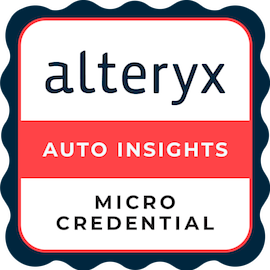 alteryx
AUTO INSIGHTS
MICRO
CREDENTIAL